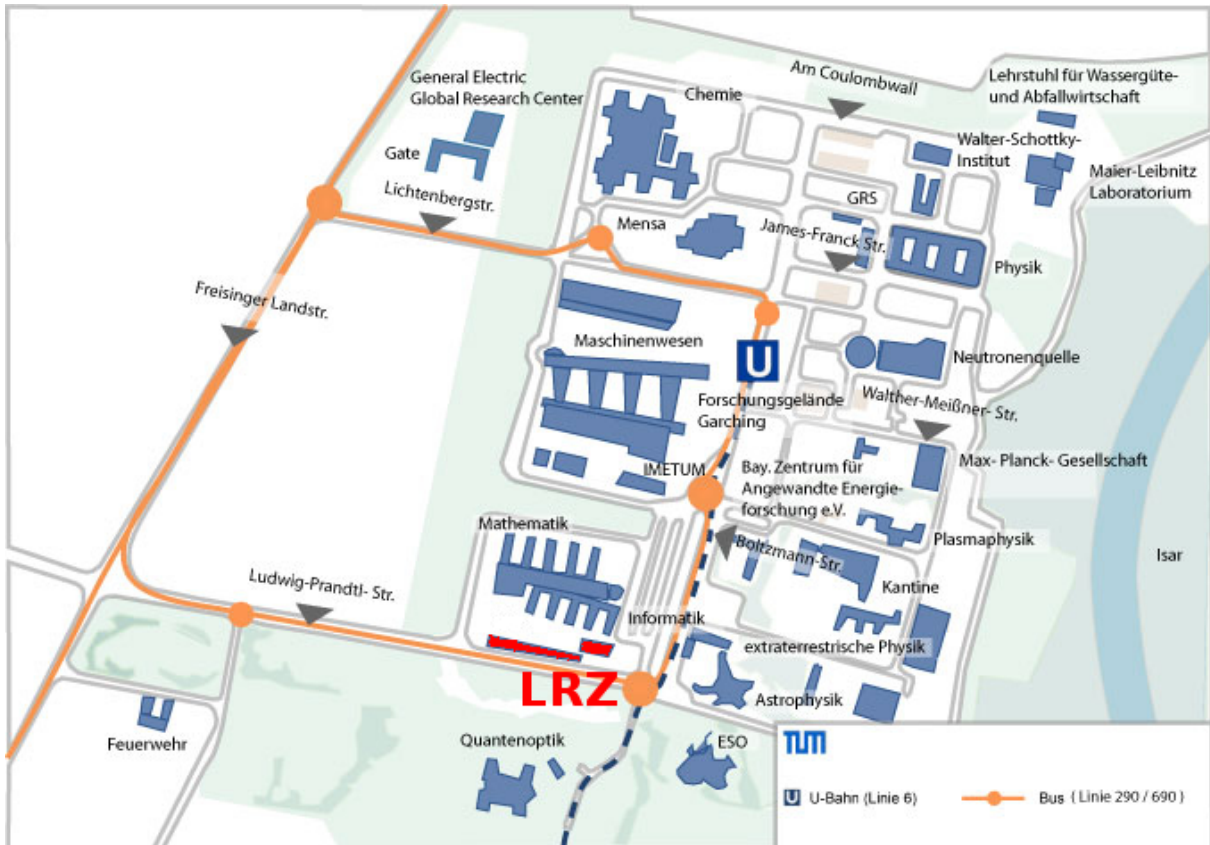 General Electric
Global Research Center
Gate
Lichtenbergstr.
Chemie
Am Coulombwall
Lehrstuhl für Wassergüte-
und Abfallwirtschaft
Walter-Schottky-
Institut
Maier-Leibnitz
Laboratorium
GRS
Mensa
James-Franck Str.
Physik
Freisinger Landstr.
Maschinenwesen
U
Neutronenquelle
Forschungsgelände
Garching
Walther-Meißner- Str.
IMETUM
Bay. Zentrum für
Angewandte Energie-
forschung e.V.
Max- Planck- Gesellschaft
Mathematik
Boltzmann-Str.
Plasmaphysik
Isar
Ludwig-Prandtl- Str.
Kantine
Informatik
extraterrestrische Physik
LRZ
Astrophysik
Feuerwehr
Quantenoptik
ESO
TUM
U U-Bahn (Linie 6)
Bus ( Linie 290 / 690 )